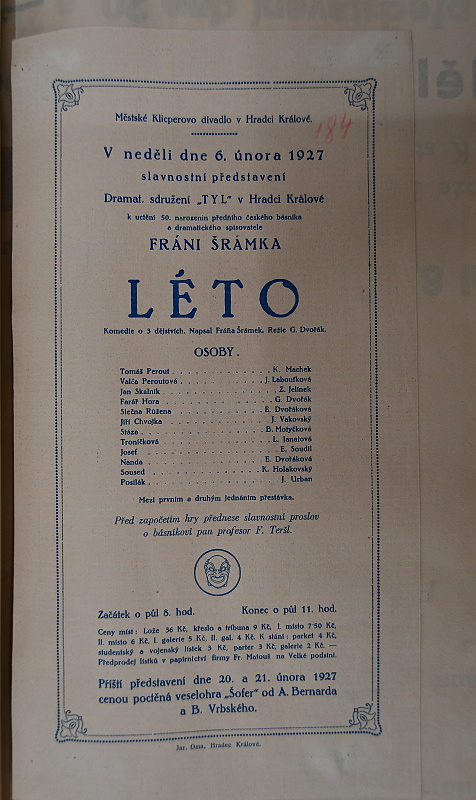 Městské Klicperovo divadlo v Hradci Králové.
184
V neděli dne 6. února 1927
slavnostní představení
Dramat. sdružení „TYL" v Hradci Králové
k uctění 50. narozenin předního českého básníka
a dramatického spisovatele
FRÁNI ŠRÁMKA
LÉTO
Komedie o 3 dějstvích. Napsal Fráňa Šrámek. Režie G. Dvořák.
OSOBY.
Tomáš Perout . . . . . . . . . . . . K. Machek
Valča Peroutová . . . . . . . . . . . J. Laboutková
Jan Skalník . . . . . . . . . . . . Z. Jelínek
Farář Hora . . . . . . . . . . . . G. Dvořák
Slečna Růžena . . . . . . . . . . . E. Dvořáková
Jiří Chvojka . . . . . . . . . . . . J. Vakovský
Stáza . . . . . . . . . . . . B. Motyčková
Troníčková . . . . . . . . . . . . L. Janatová
Josef . . . . . . . . . . . . E. Soudil
Nanda . . . . . . . . . . . . E. Dvořáková
Soused . . . . . . . . . . . . K. Holakovský
Posilák . . . . . . . . . . . . J. Urban
Mezi prvním a druhým jednáním přestávka.
Před započetím hry přednese slavnostní proslov
o básníkovi pan profesor F. Teršl.
Začátek o půl 8. hod. Konec o půl 11. hod.
Ceny míst: Lože 36 Kč, křeslo a tribuna 9 Kč, I. místo 7·50 Kč,
II. místo 6 Kč, I. galerie 5 Kč, II. gal. 4 Kč. K stání: parket 4 Kč,
studentský a vojenský lístek 3 Kč, parter 3 Kč, galerie 2 Kč. —
Předprodej lístků v papírnictví firmy Fr. Matouš na Velké podsíni.
Příští představení dne 20. a 21. února 1927
cenou poctěná veselohra „Šofer" od A. Bernarda
a B. Vrbského.
Jar. Oma, Hradec Králové.